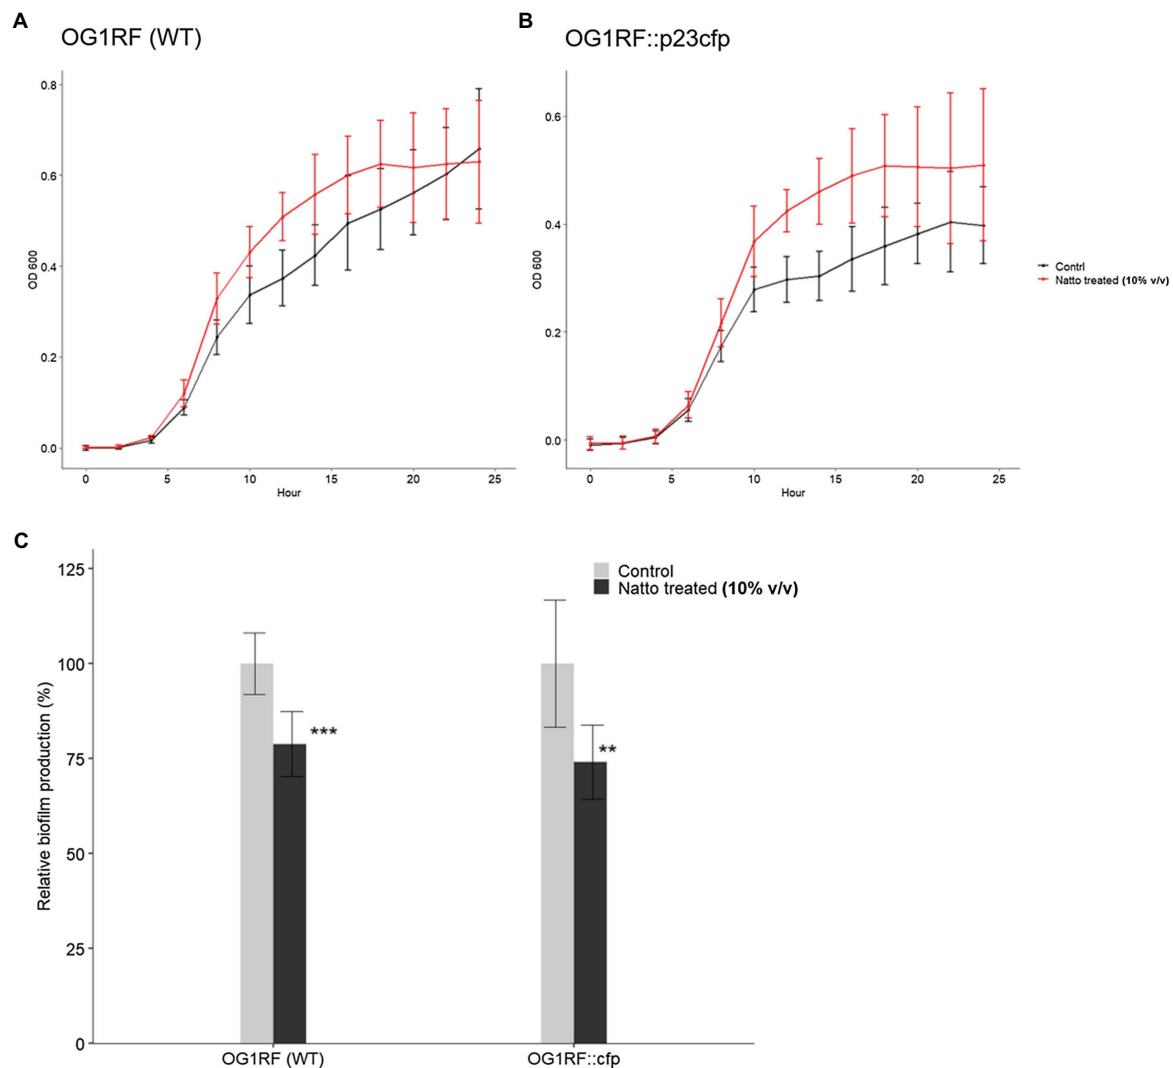 A
OG1RF (WT)
0.8
0.6
0.4
0.2
0.0
OD 600
0 5 10 15 20 25
Hour
B
OG1RF::p23cfp
0.6
0.4
0.2
0.0
OD 600
0 5 10 15 20 25
Hour
Contrl
Natto treated (10% v/v)
C
125
100
75
50
25
0
Relative biofilm production (%)
Control
Natto treated (10% v/v)
***
**
OG1RF (WT) OG1RF::cfp